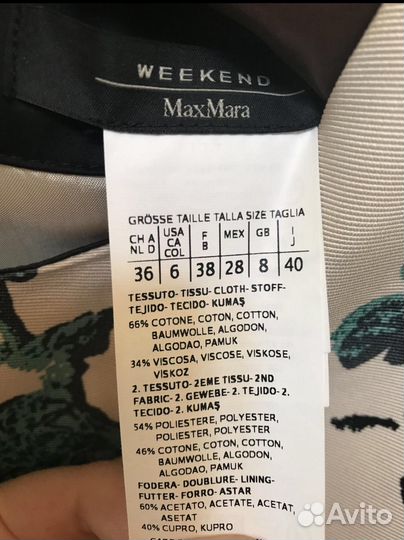 WEEKEND
MaxMara
GRÖSSE TAILLE TALLA SIZE TAGLIA
CH A USA F MEX GB I
NL D CA COL B J
36 6 38 28 8 40
TESSUTO-TISSU-CLOTH-STOFF-
TEJIDO-TECIDO-KUMAŞ
66% COTONE, COTON, COTTON,
BAUMWOLLE, ALGODON,
ALGODAO, PAMUK
34% VISCOSA, VISCOSE, VISKOSE,
VISKOZ
2. TESSUTO-2EME TISSU-2ND
FABRIC-2. GEWEBE-2. TEJIDO-2.
TECIDO-2. KUMAŞ
54% POLIESTERE, POLYESTER,
POLYESTER, POLYESTER
46% COTONE, COTON, COTTON,
BAUMWOLLE, ALGODON,
ALGODAO, PAMUK
FODERA-DOUBLURE-LINING-
FUTTER-FORRO-ASTAR
60% ACETATO, ACETATE, ACETAT,
ASETAT
40% CUPRO, KUPRO
Avito